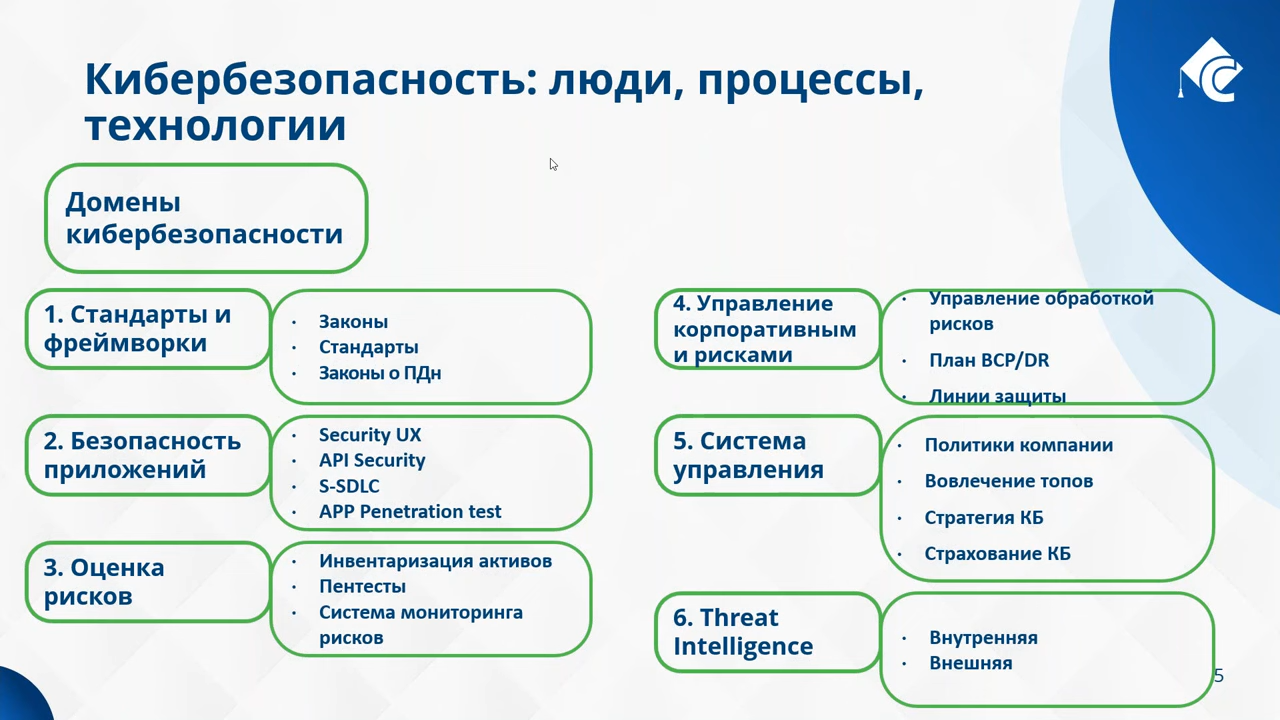 Кибербезопасность: люди, процессы,
технологии
Домены
кибербезопасности
1. Стандарты и
фреймворки
· Законы
· Стандарты
· Законы о ПДн
2. Безопасность
приложений
· Security UX
· API Security
· S-SDLC
· APP Penetration test
3. Оценка
рисков
· Инвентаризация активов
· Пентесты
· Система мониторинга
рисков
4. Управление
корпоративным
и рисками
· Управление обработкой
рисков
· План BCP/DR
· Линии защиты
5. Система
управления
· Политики компании
· Вовлечение топов
· Стратегия КБ
· Страхование КБ
6. Threat
Intelligence
· Внутренняя
· Внешняя
5